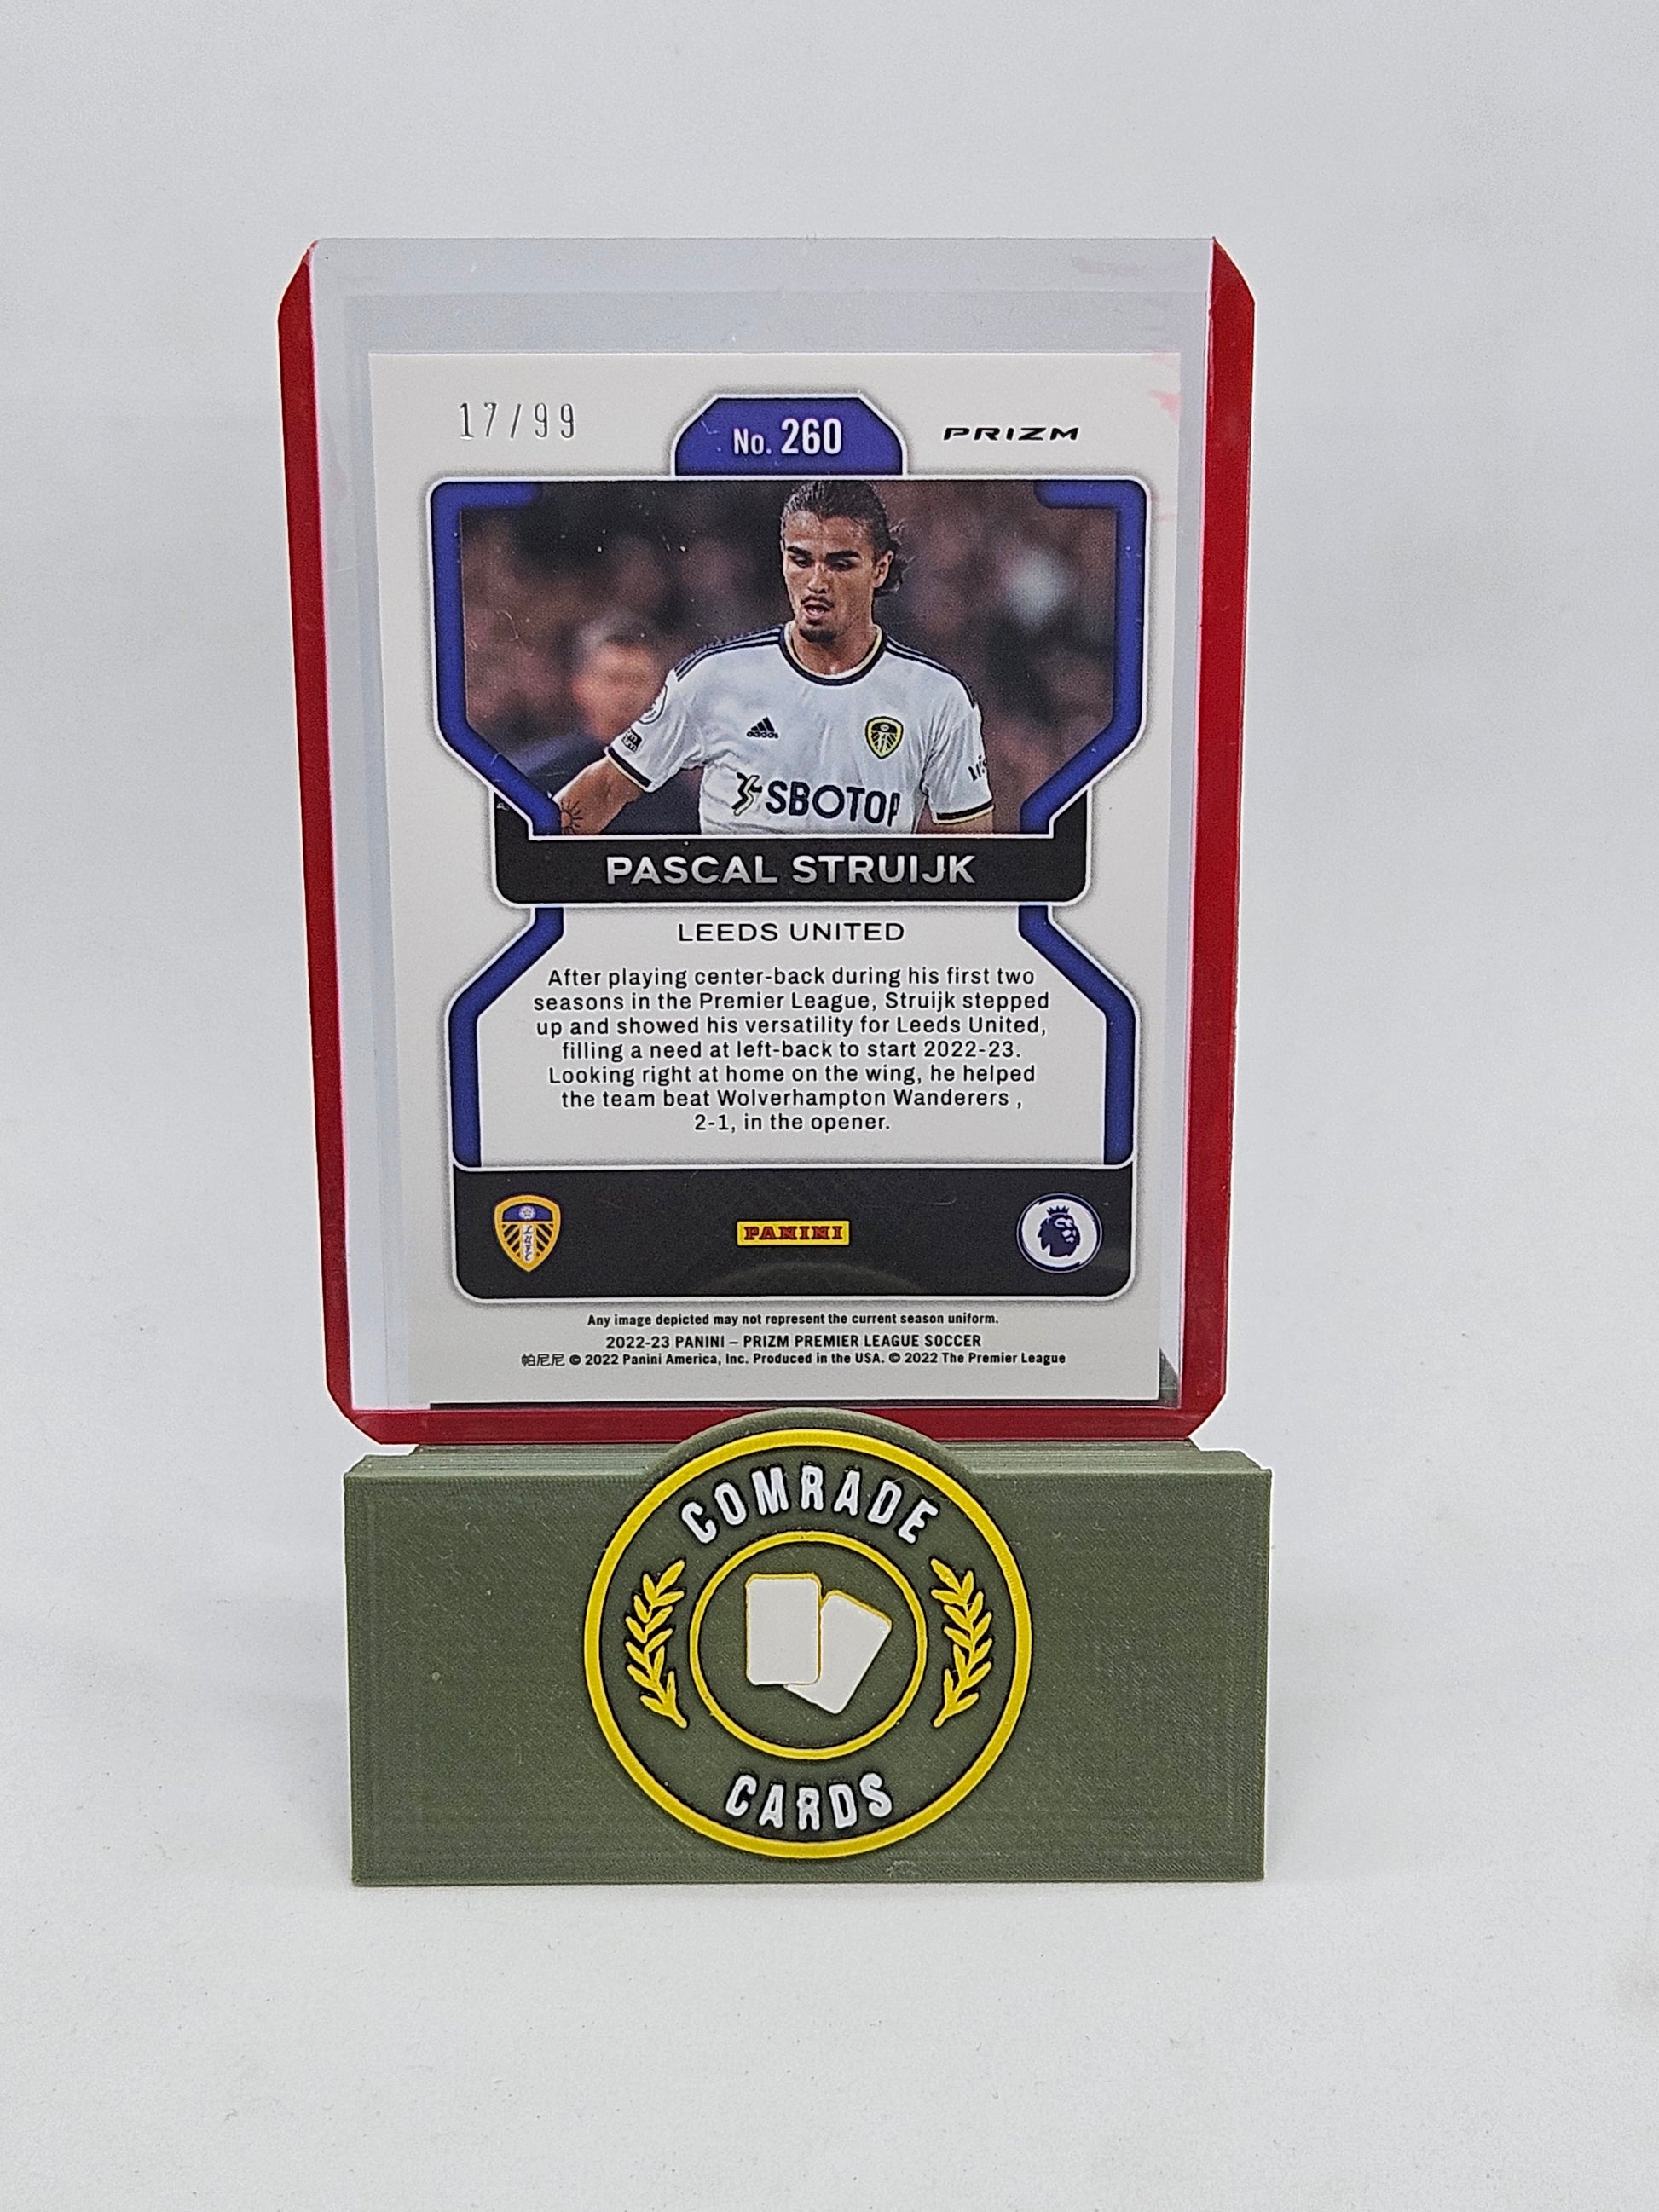 17/99
No. 260
PRIZM
adidas
SBOTOP
PASCAL STRUIJK
LEEDS UNITED
After playing center-back during his first two
seasons in the Premier League, Struijk stepped
up and showed his versatility for Leeds United,
filling a need at left-back to start 2022-23.
Looking right at home on the wing, he helped
the team beat Wolverhampton Wanderers ,
2-1, in the opener.
LUFC
PANINI
Any image depicted may not represent the current season uniform.
2022-23 PANINI – PRIZM PREMIER LEAGUE SOCCER
帕尼尼 © 2022 Panini America, Inc. Produced in the USA. © 2022 The Premier League
COMRADE
CARDS